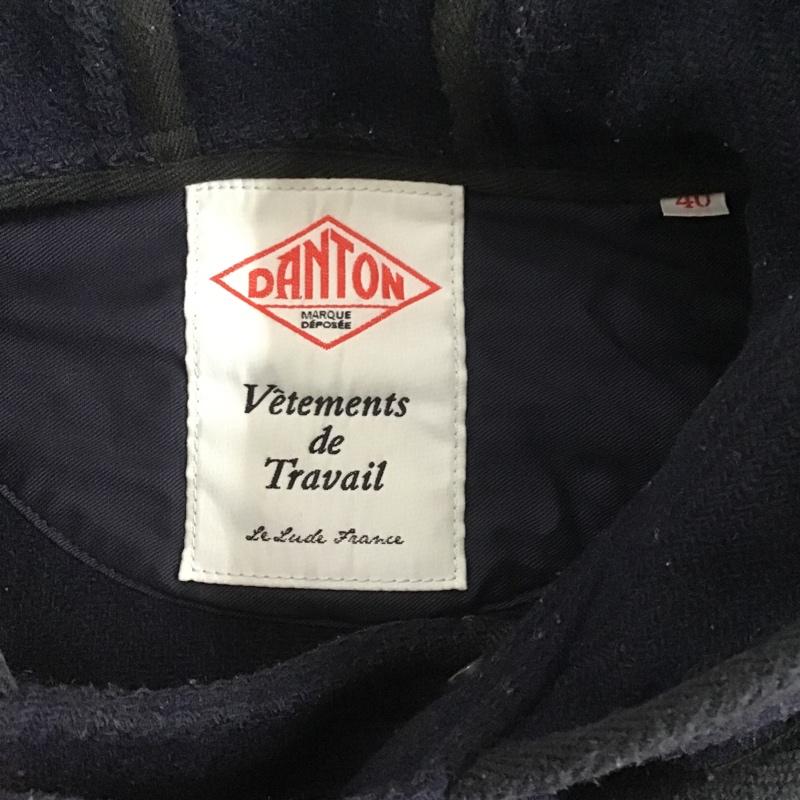 DANTON
MARQUE
DÉPOSÉE
Vêtements
de
Travail
Le Lude France
40